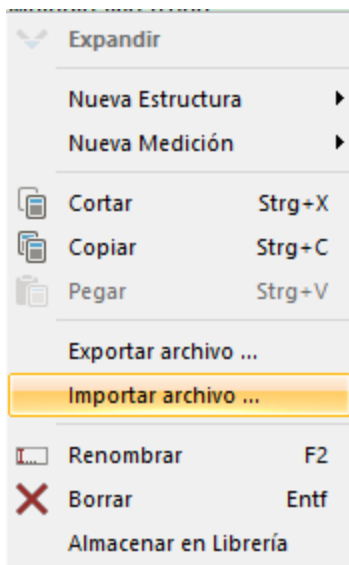 Expandir
Nueva Estructura
Nueva Medición
Cortar Strg+X
Copiar Strg+C
Pegar Strg+V
Exportar archivo ...
Importar archivo ...
Renombrar F2
Borrar Entf
Almacenar en Librería